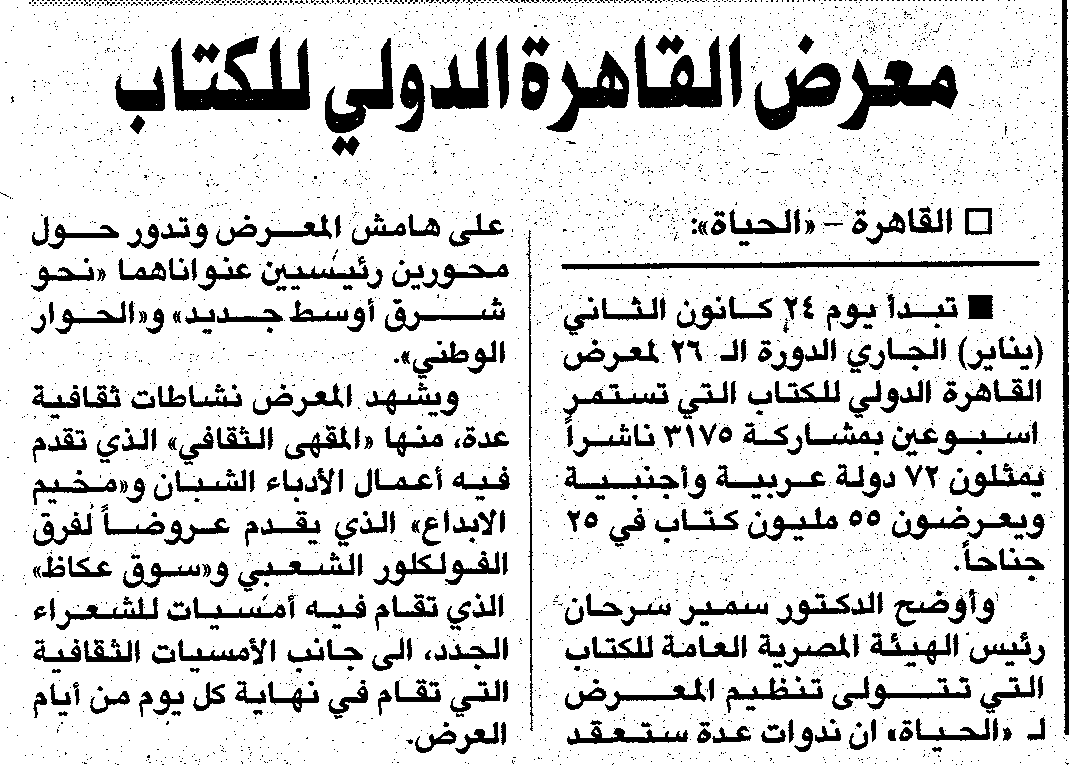 معرض القاهرة الدولي للكتاب
□ القاهرة – «الحياة»:
■ تبدأ يوم ٢٤ كانون الثاني
(يناير) الجاري الدورة الـ ٢٦ لمعرض
القاهرة الدولي للكتاب التي تستمر
اسبوعين بمشاركة ٣١٧٥ ناشراً
يمثلون ٧٢ دولة عربية وأجنبية
ويعرضون ٥٥ مليون كتاب في ٢٥
جناحاً.
وأوضح الدكتور سمير سرحان
رئيس الهيئة المصرية العامة للكتاب
التي تتولى تنظيم المعرض
لـ «الحياة» ان ندوات عدة ستعقد
على هامش المعرض وتدور حول
محورين رئيسيين عنواناهما «نحو
شرق أوسط جديد» و«الحوار
الوطني».
ويشهد المعرض نشاطات ثقافية
عدة، منها «المقهى الثقافي» الذي تقدم
فيه أعمال الأدباء الشبان و«مخيم
الابداع» الذي يقدم عروضاً لفرق
الفولكلور الشعبي و«سوق عكاظ»
الذي تقام فيه أمسيات للشعراء
الجدد، الى جانب الأمسيات الثقافية
التي تقام في نهاية كل يوم من أيام
العرض.